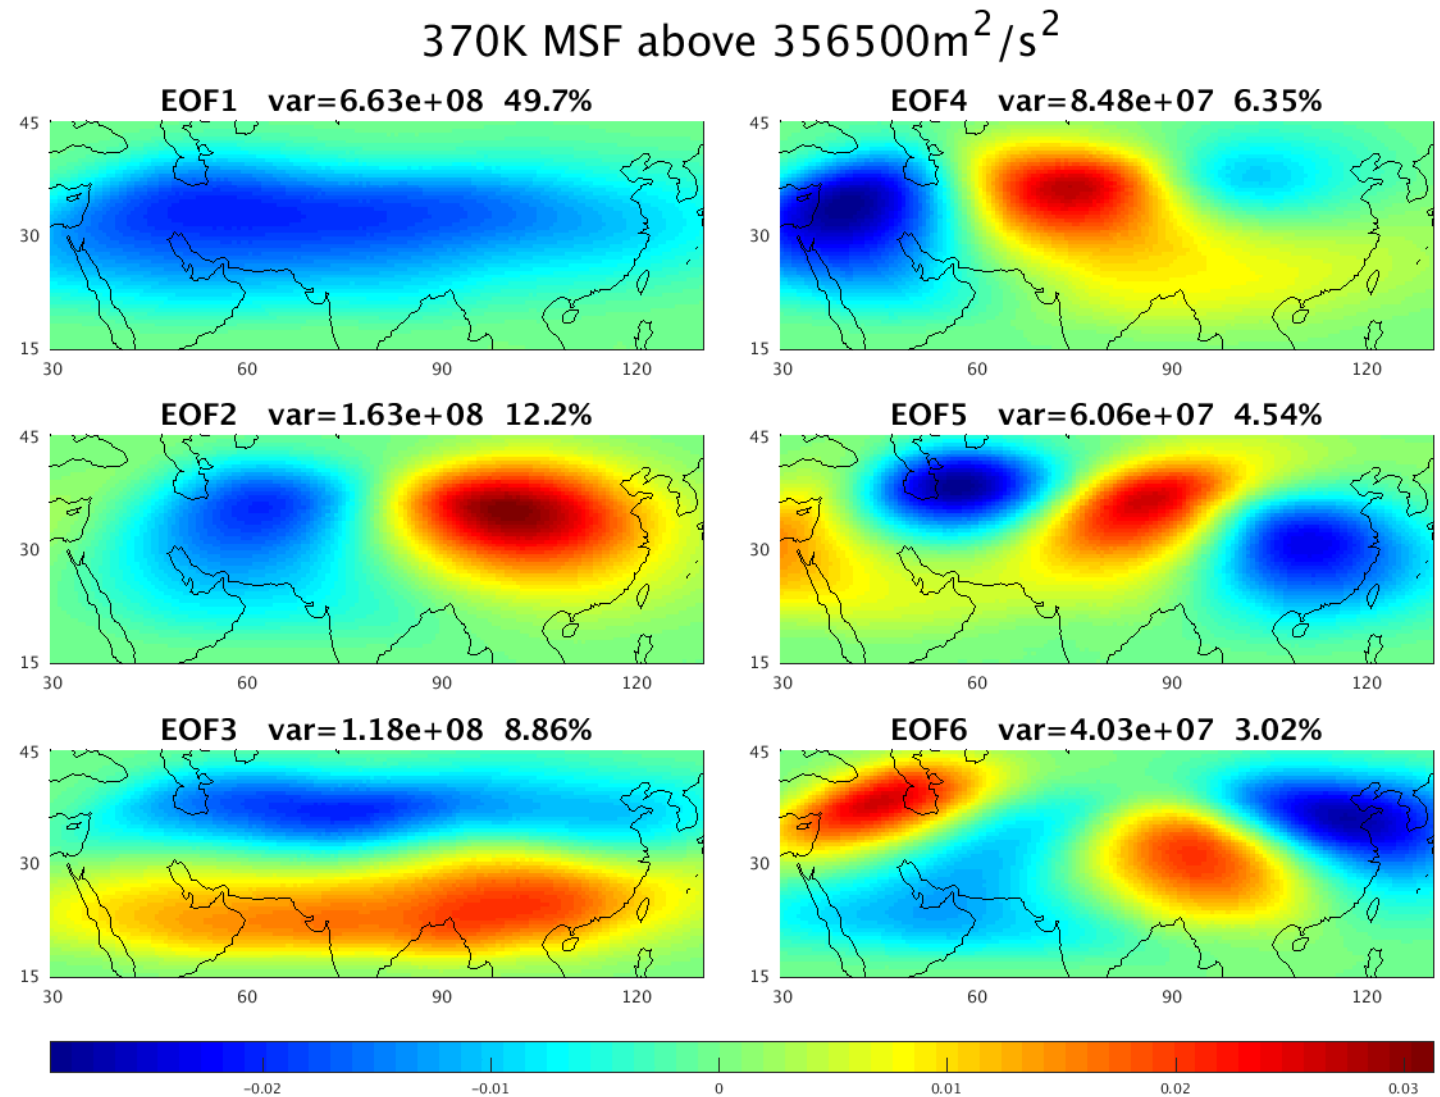 370K MSF above 356500m²/s²
EOF1 var=6.63e+08 49.7%
45
30
15
30 60 90 120
EOF4 var=8.48e+07 6.35%
45
30
15
30 60 90 120
EOF2 var=1.63e+08 12.2%
45
30
15
30 60 90 120
EOF5 var=6.06e+07 4.54%
45
30
15
30 60 90 120
EOF3 var=1.18e+08 8.86%
45
30
15
30 60 90 120
EOF6 var=4.03e+07 3.02%
45
30
15
30 60 90 120
−0.02 −0.01 0 0.01 0.02 0.03